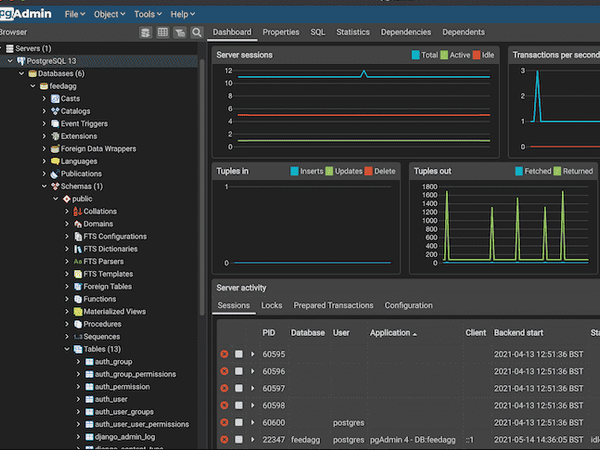 pgAdmin File Object Tools Help
Browser
Dashboard Properties SQL Statistics Dependencies Dependents
Servers (1)
PostgreSQL 13
Databases (6)
feedagg
Casts
Catalogs
Event Triggers
Extensions
Foreign Data Wrappers
Languages
Publications
Schemas (1)
public
Collations
Domains
FTS Configurations
FTS Dictionaries
FTS Parsers
FTS Templates
Foreign Tables
Functions
Materialized Views
Procedures
1..3 Sequences
Tables (13)
auth_group
auth_group_permissions
auth_permission
auth_user
auth_user_groups
auth_user_user_permissions
django_admin_log
django_content_type
Server sessions Total Active Idle
12
10
8
6
4
2
0
Transactions per second
3
2
1
0
Tuples in Inserts Updates Delete
1
0
Tuples out Fetched Returned
1800
1600
1400
1200
1000
800
600
400
200
0
Server activity
Sessions Locks Prepared Transactions Configuration
PID Database User Application Client Backend start
60595 2021-04-13 12:51:36 BST
60596 2021-04-13 12:51:36 BST
60597 2021-04-13 12:51:36 BST
60598 2021-04-13 12:51:36 BST
60600 postgres 2021-04-13 12:51:36 BST
22347 feedagg postgres pgAdmin 4 - DB:feedagg ::1 2021-05-14 14:36:05 BST